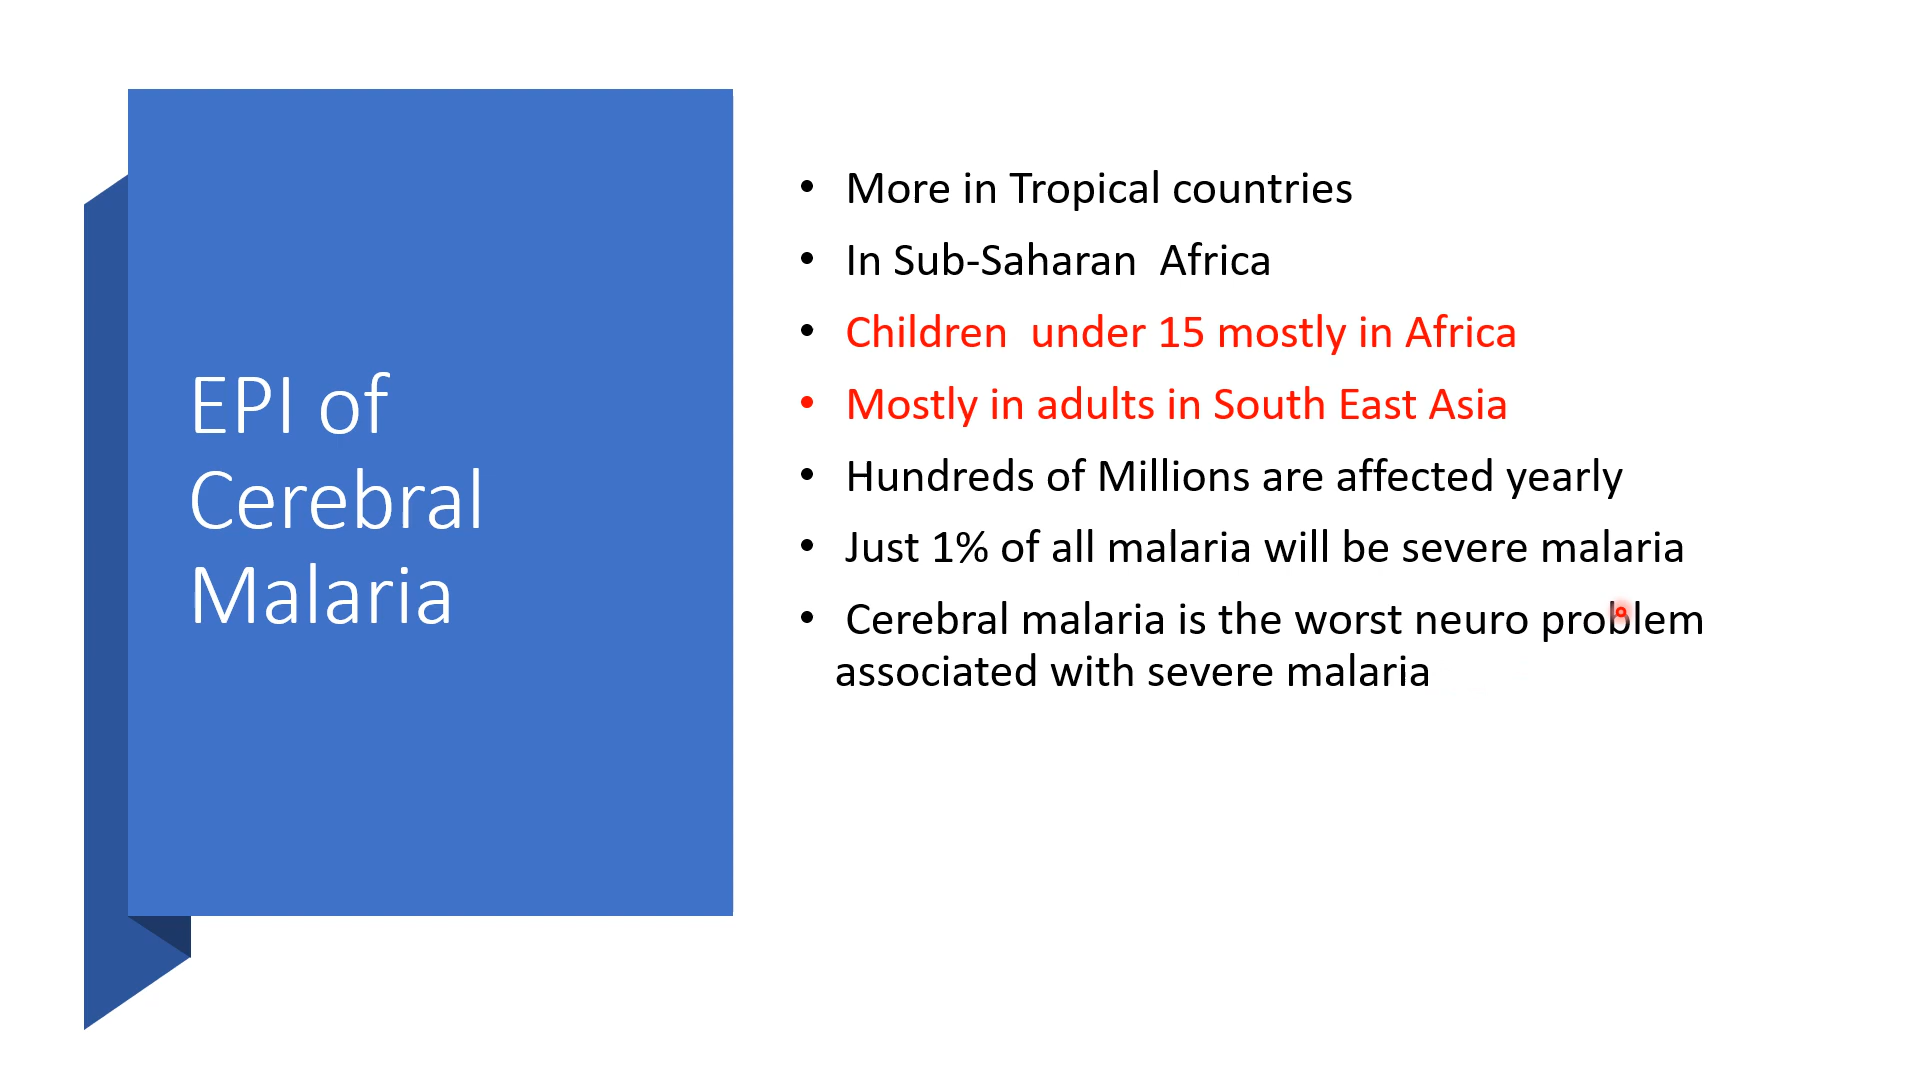 EPI of
Cerebral
Malaria
• More in Tropical countries
• In Sub-Saharan  Africa
• Children  under 15 mostly in Africa
• Mostly in adults in South East Asia
• Hundreds of Millions are affected yearly
• Just 1% of all malaria will be severe malaria
• Cerebral malaria is the worst neuro problem
associated with severe malaria